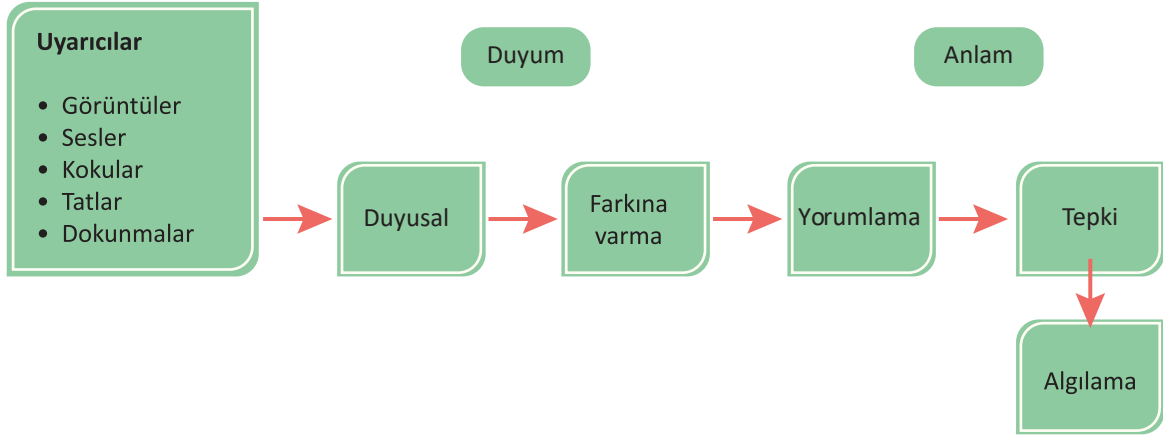 Uyarıcılar
• Görüntüler
• Sesler
• Kokular
• Tatlar
• Dokunmalar
Duyum
Anlam
Duyusal
Farkına
varma
Yorumlama
Tepki
Algılama